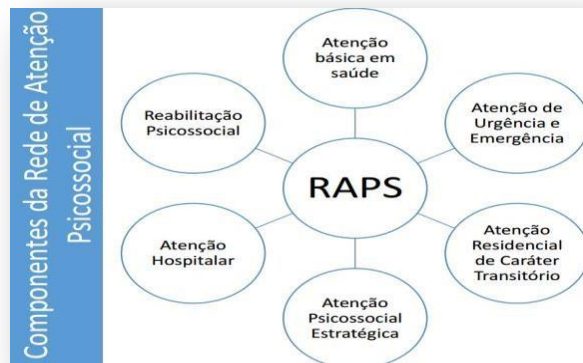 Componentes da Rede de Atenção
Psicossocial
Atenção
básica em
saúde
Reabilitação
Psicossocial
Atenção de
Urgência e
Emergência
RAPS
Atenção
Hospitalar
Atenção
Residencial
de Caráter
Transitório
Atenção
Psicossocial
Estratégica